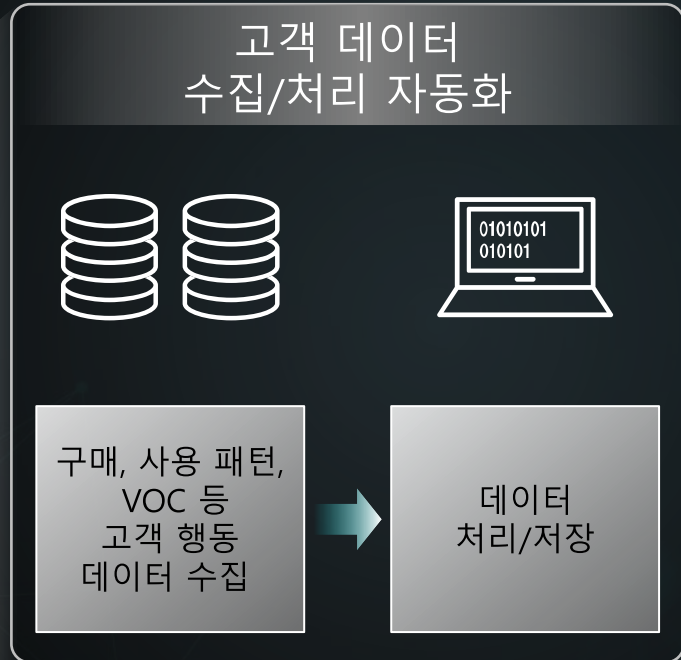 고객 데이터
수집/처리 자동화
01010101
010101
구매, 사용 패턴,
VOC 등
고객 행동
데이터 수집
데이터
처리/저장